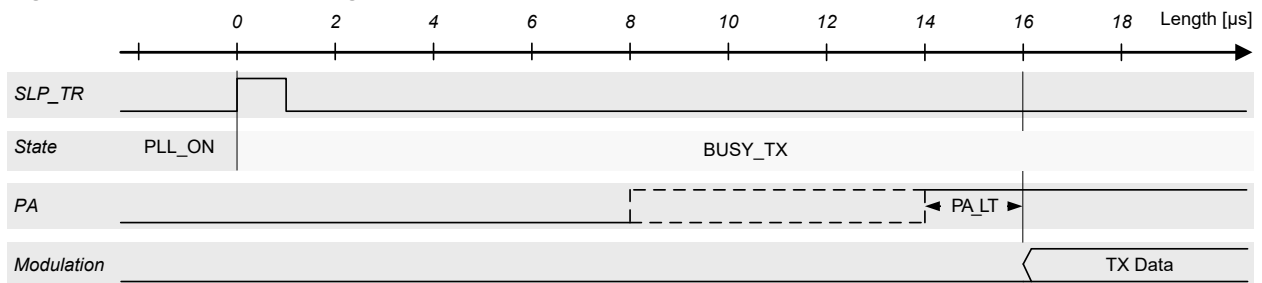 0 2 4 6 8 10 12 14 16 18 Length [µs]
SLP_TR
State PLL_ON BUSY_TX
PA PA_LT
Modulation TX Data